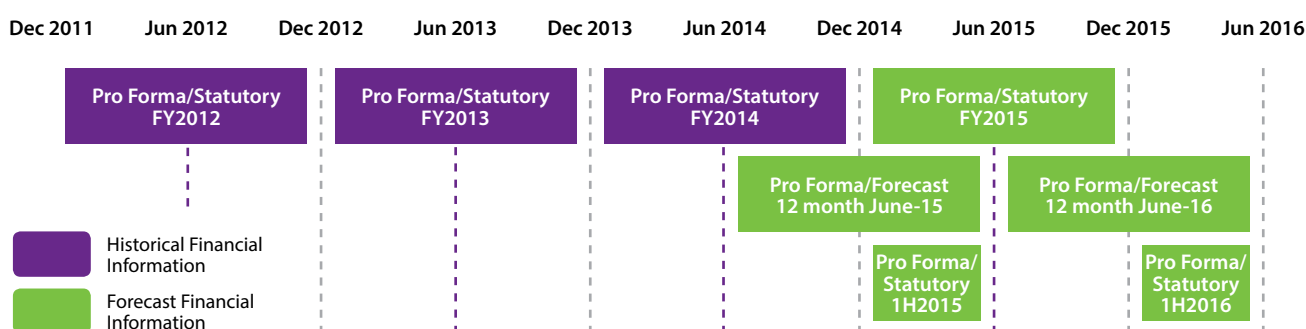 Dec 2011 Jun 2012 Dec 2012 Jun 2013 Dec 2013 Jun 2014 Dec 2014 Jun 2015 Dec 2015 Jun 2016
Pro Forma/Statutory
FY2012
Pro Forma/Statutory
FY2013
Pro Forma/Statutory
FY2014
Pro Forma/Statutory
FY2015
Pro Forma/Forecast
12 month June-15
Pro Forma/Forecast
12 month June-16
Historical Financial
Information
Pro Forma/
Statutory
1H2015
Pro Forma/
Statutory
1H2016
Forecast Financial
Information